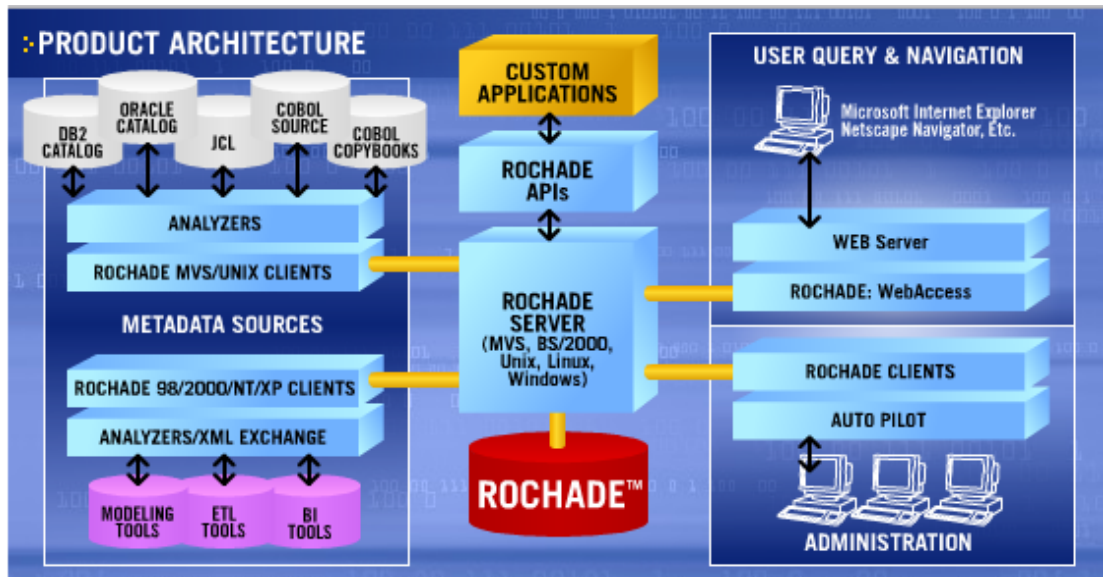 :·PRODUCT ARCHITECTURE
DB2
CATALOG
ORACLE
CATALOG
JCL
COBOL
SOURCE
COBOL
COPYBOOKS
ANALYZERS
ROCHADE MVS/UNIX CLIENTS
METADATA SOURCES
ROCHADE 98/2000/NT/XP CLIENTS
ANALYZERS/XML EXCHANGE
MODELING
TOOLS
ETL
TOOLS
BI
TOOLS
CUSTOM
APPLICATIONS
ROCHADE
APIs
ROCHADE
SERVER
(MVS, BS/2000,
Unix, Linux,
Windows)
ROCHADE™
USER QUERY & NAVIGATION
Microsoft Internet Explorer
Netscape Navigator, Etc.
WEB Server
ROCHADE: WebAccess
ROCHADE CLIENTS
AUTO PILOT
ADMINISTRATION